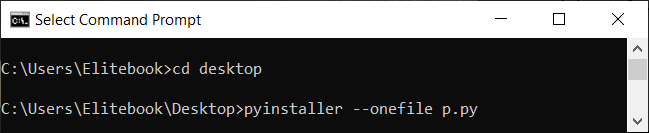 Select Command Prompt
C:\Users\Elitebook>cd desktop
C:\Users\Elitebook\Desktop>pyinstaller --onefile p.py